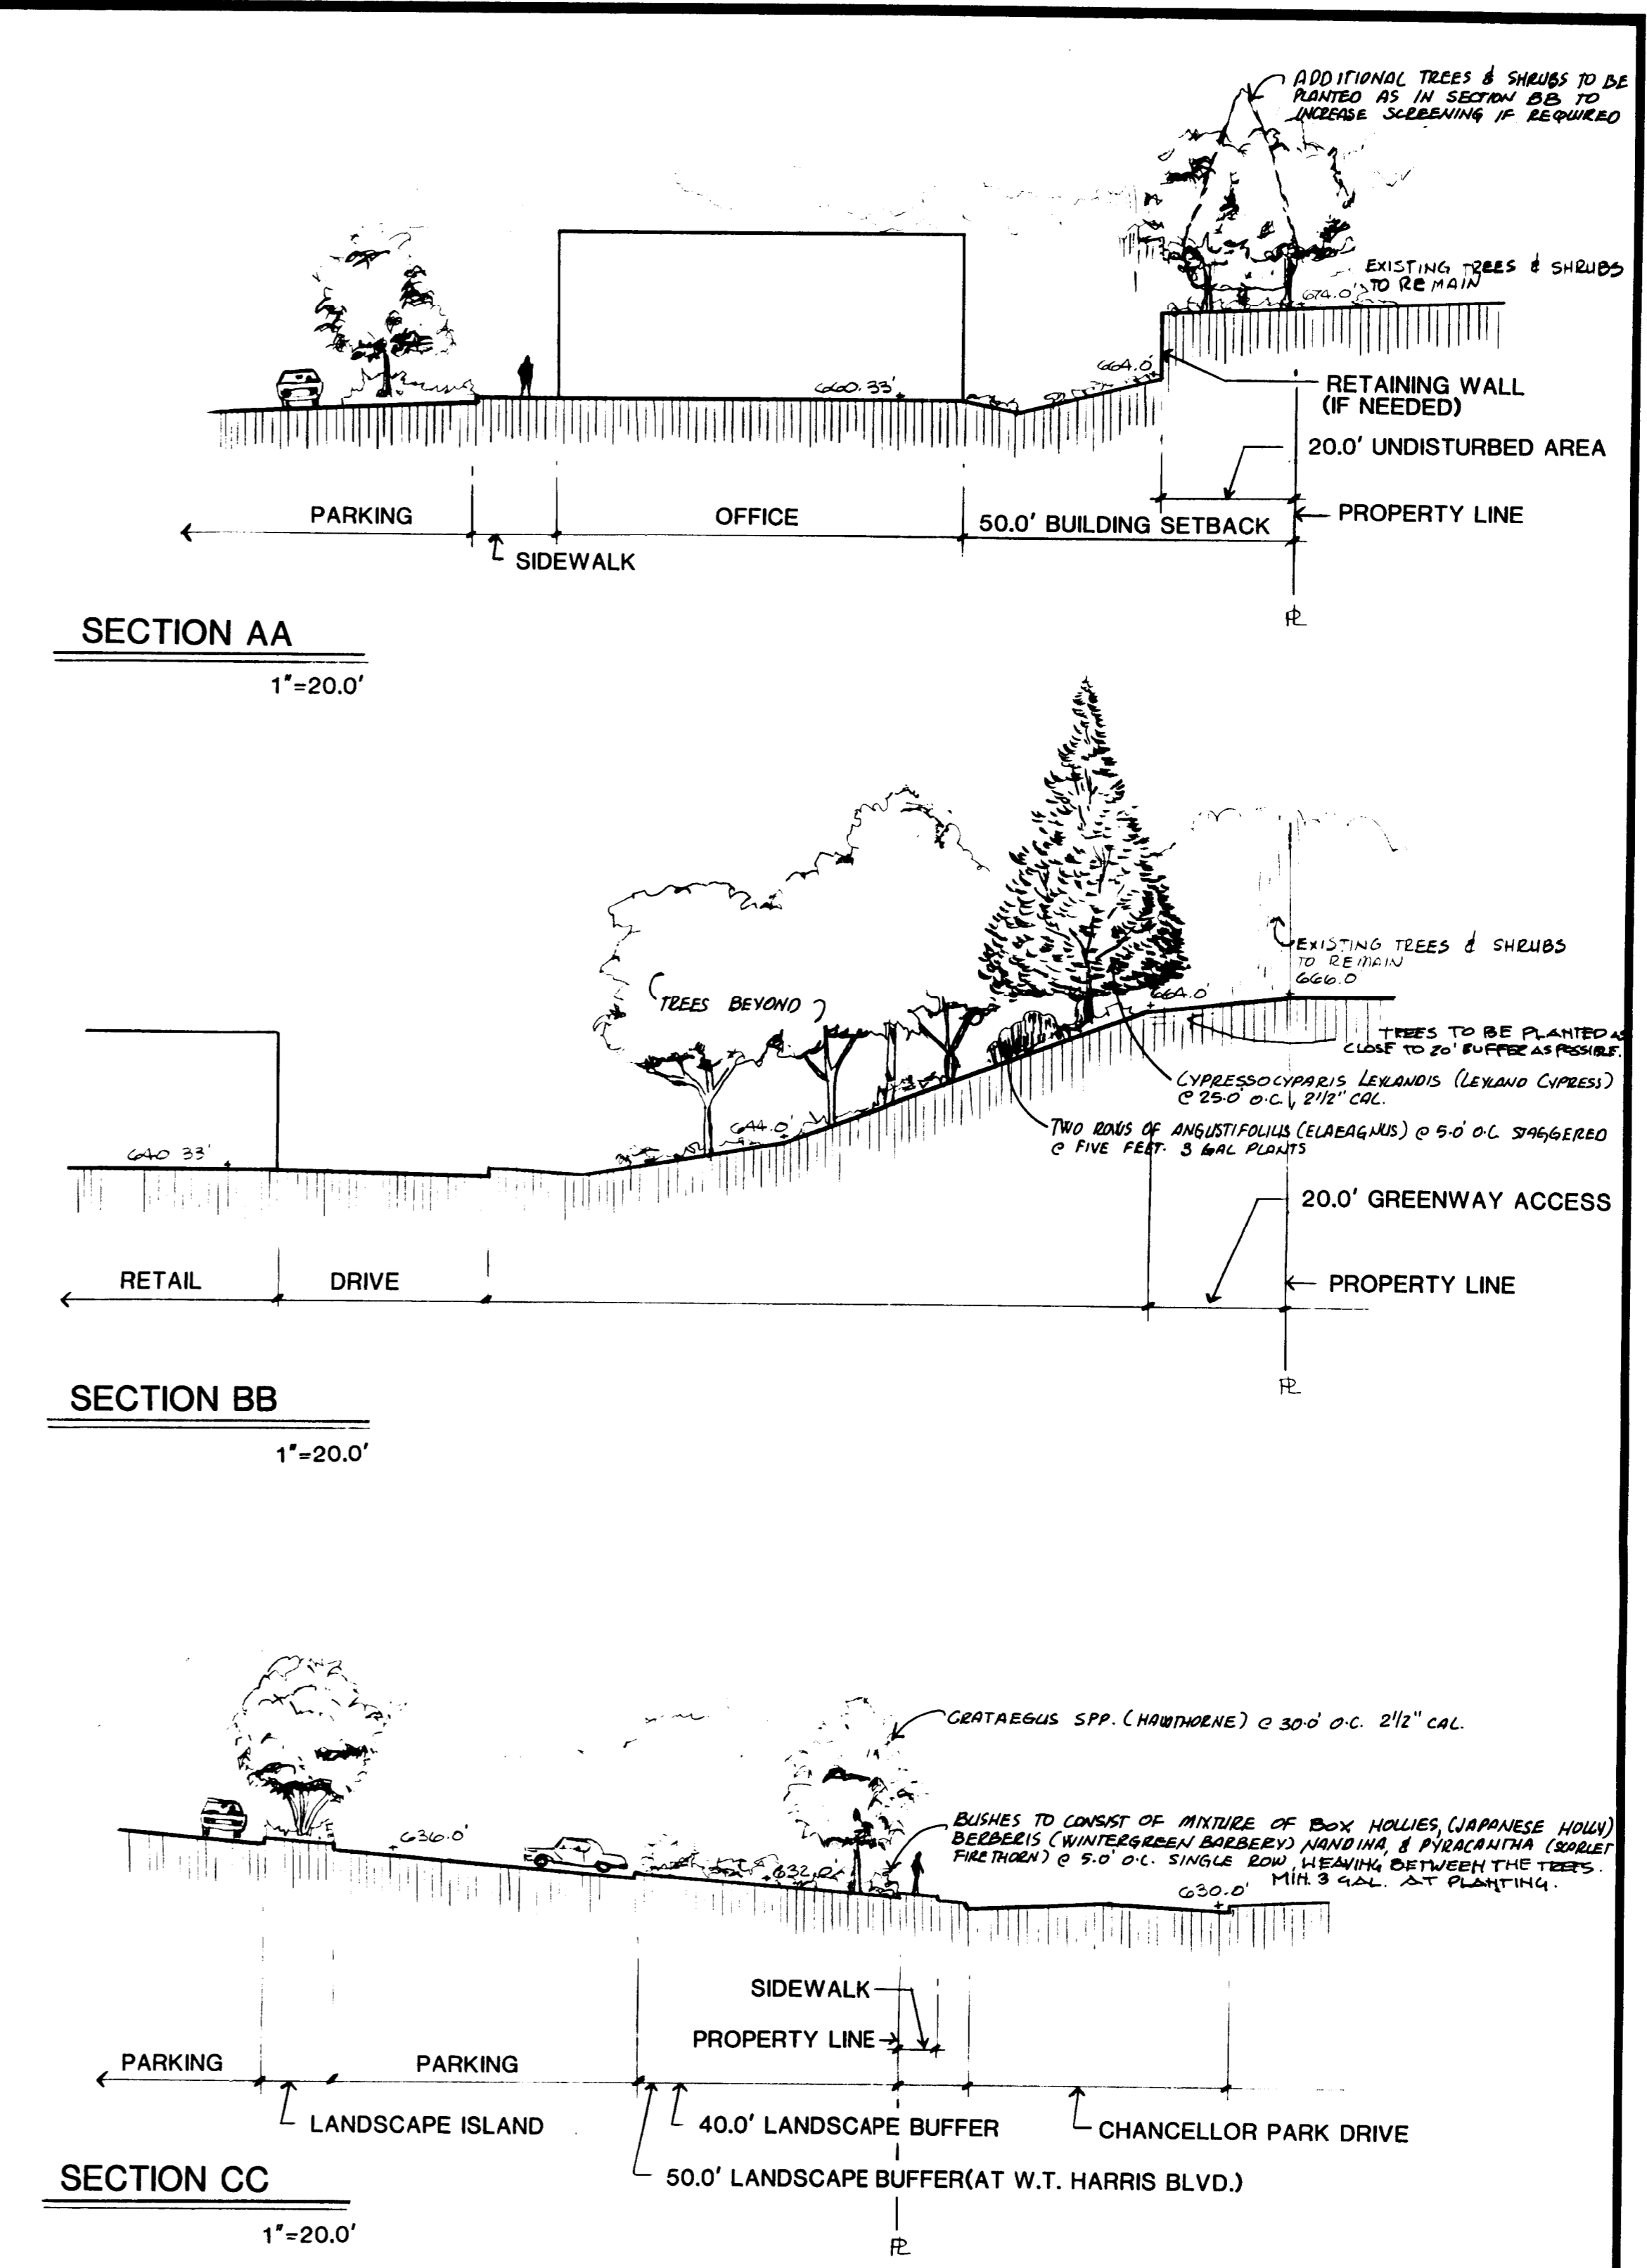 ADDITIONAL TREES & SHRUBS TO BE
PLANTED AS IN SECTION BB TO
INCREASE SCREENING IF REQUIRED
EXISTING TREES & SHRUBS
TO REMAIN
674.0'
664.0'
660.33'
RETAINING WALL
(IF NEEDED)
20.0' UNDISTURBED AREA
PARKING
OFFICE
50.0' BUILDING SETBACK
PROPERTY LINE
SIDEWALK
PL
SECTION AA
1"=20.0'
EXISTING TREES & SHRUBS
TO REMAIN
666.0
664.0'
TREES BEYOND
TREES TO BE PLANTED AS
CLOSE TO 20' BUFFER AS POSSIBLE.
CYPRESSOCYPARIS LEYLANDIS (LEYLAND CYPRESS)
@ 25.0' O.C., 2 1/2" CAL.
TWO ROWS OF ANGUSTIFOLIUS (ELAEAGNUS) @ 5.0' O.C. STAGGERED
@ FIVE FEET. 3 GAL PLANTS
644.0'
640.33'
20.0' GREENWAY ACCESS
RETAIL
DRIVE
PROPERTY LINE
PL
SECTION BB
1"=20.0'
CRATAEGUS SPP. (HAWTHORNE) @ 30.0' O.C. 2 1/2" CAL.
BUSHES TO CONSIST OF MIXTURE OF BOX HOLLIES, (JAPANESE HOLLY)
BERBERIS (WINTERGREEN BARBERY) NANDINA, & PYRACANTHA (SCARLET
FIRETHORN) @ 5.0' O.C. SINGLE ROW, WEAVING BETWEEN THE TREES.
MIN. 3 GAL. AT PLANTING.
636.0'
632.0'
630.0'
SIDEWALK
PROPERTY LINE
PARKING
PARKING
LANDSCAPE ISLAND
40.0' LANDSCAPE BUFFER
CHANCELLOR PARK DRIVE
50.0' LANDSCAPE BUFFER(AT W.T. HARRIS BLVD.)
PL
SECTION CC
1"=20.0'